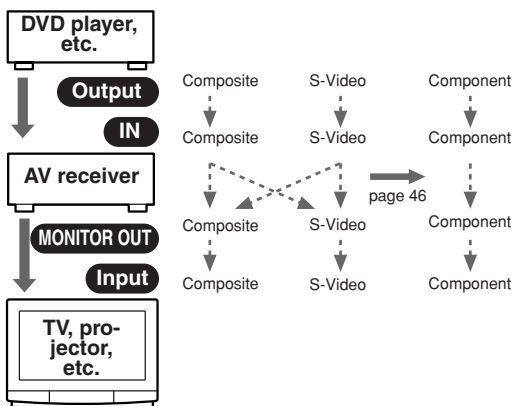 DVD player,
etc.
Output
Composite S-Video Component
IN
Composite S-Video Component
AV receiver
page 46
MONITOR OUT
Composite S-Video Component
Input
Composite S-Video Component
TV, pro-
jector,
etc.